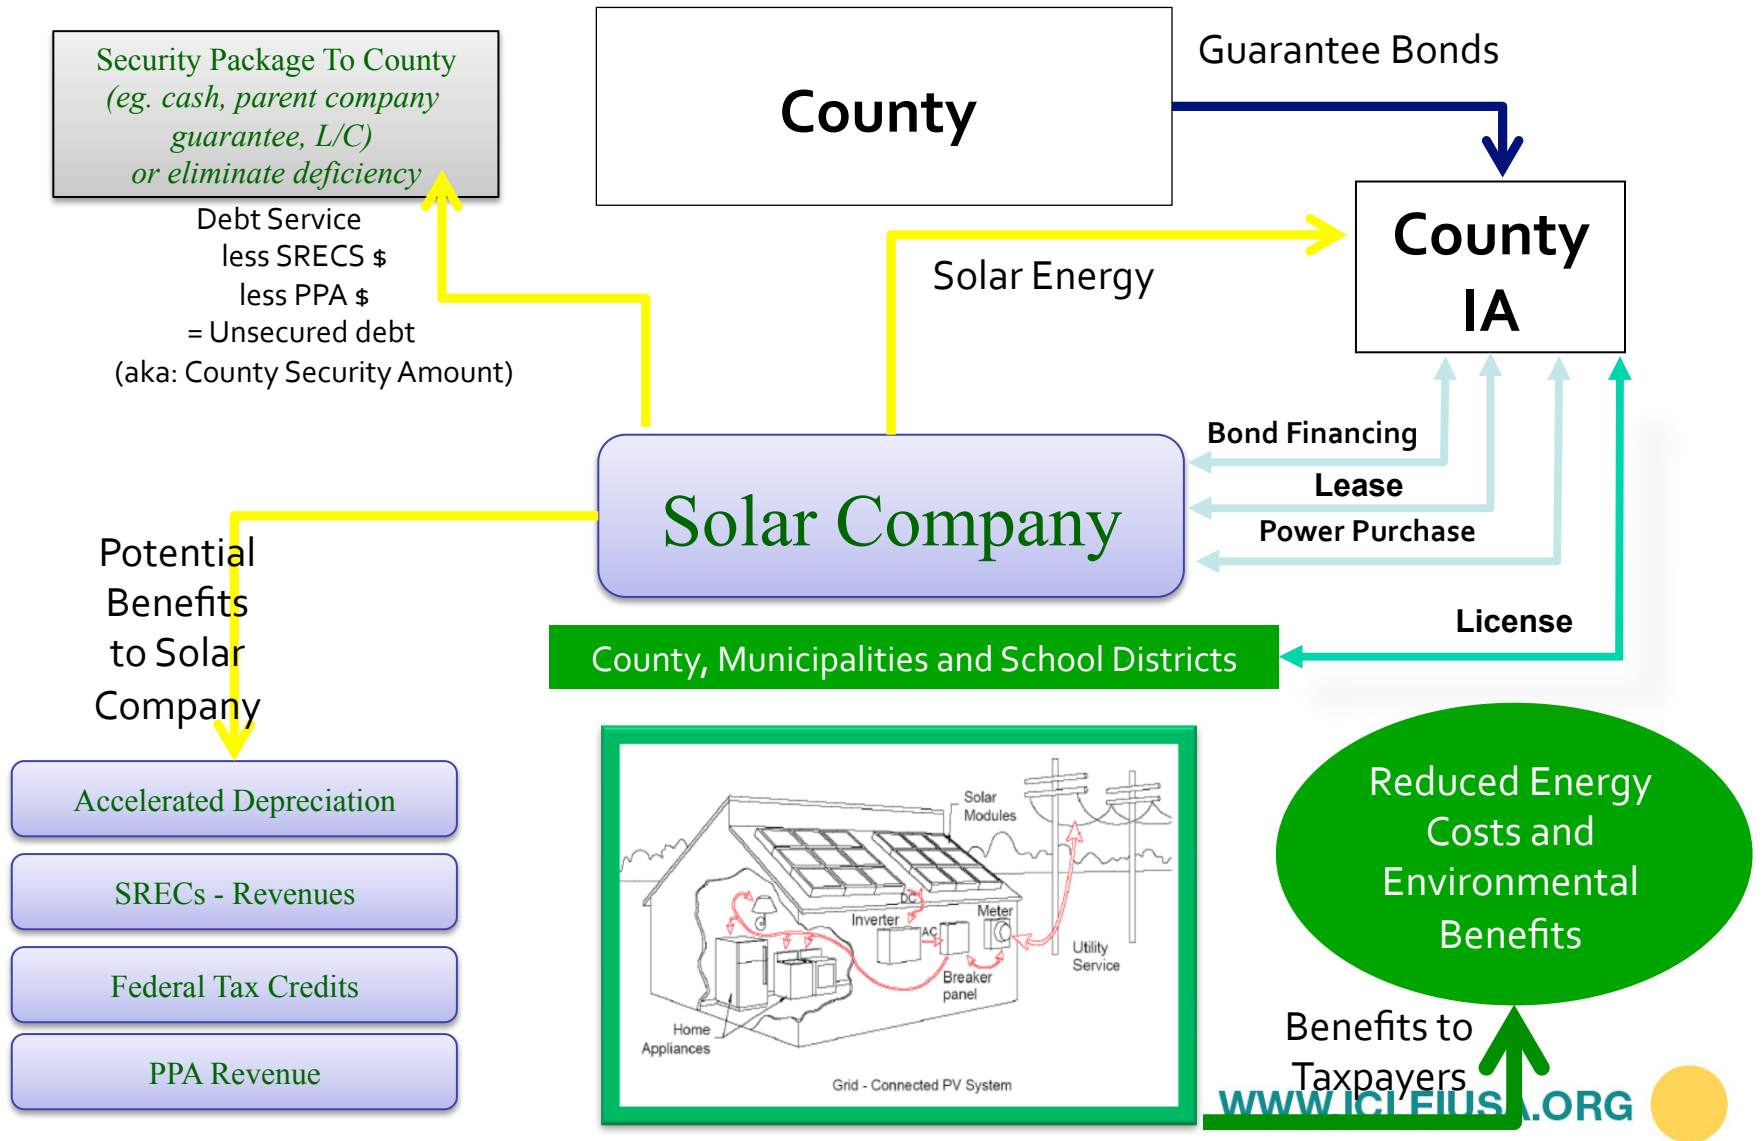 Security Package To County
(eg. cash, parent company
guarantee, L/C)
or eliminate deficiency
Debt Service
less SRECS $
less PPA $
= Unsecured debt
(aka: County Security Amount)
County
Guarantee Bonds
County
IA
Solar Energy
Bond Financing
Lease
Power Purchase
License
Solar Company
County, Municipalities and School Districts
Potential
Benefits
to Solar
Company
Accelerated Depreciation
SRECs - Revenues
Federal Tax Credits
PPA Revenue
Solar
Modules
DC
Inverter
AC
Meter
Breaker
panel
Utility
Service
Home
Appliances
Grid - Connected PV System
Reduced Energy
Costs and
Environmental
Benefits
Benefits to
Taxpayers
WWW.ICLEIUSA.ORG